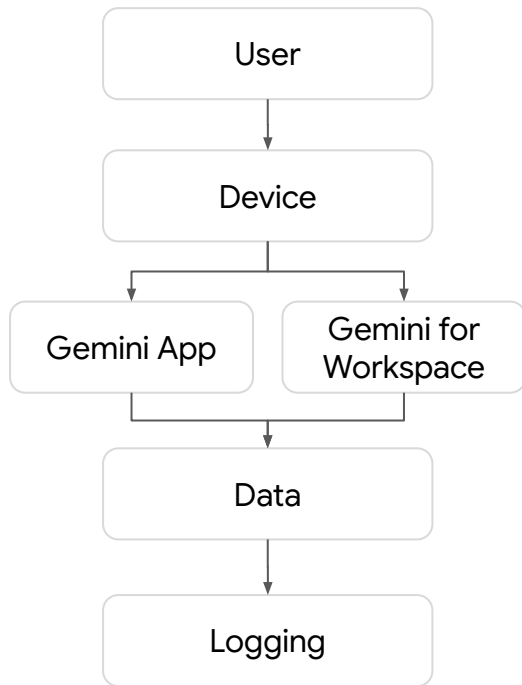 User
Device
Gemini App
Gemini for
Workspace
Data
Logging